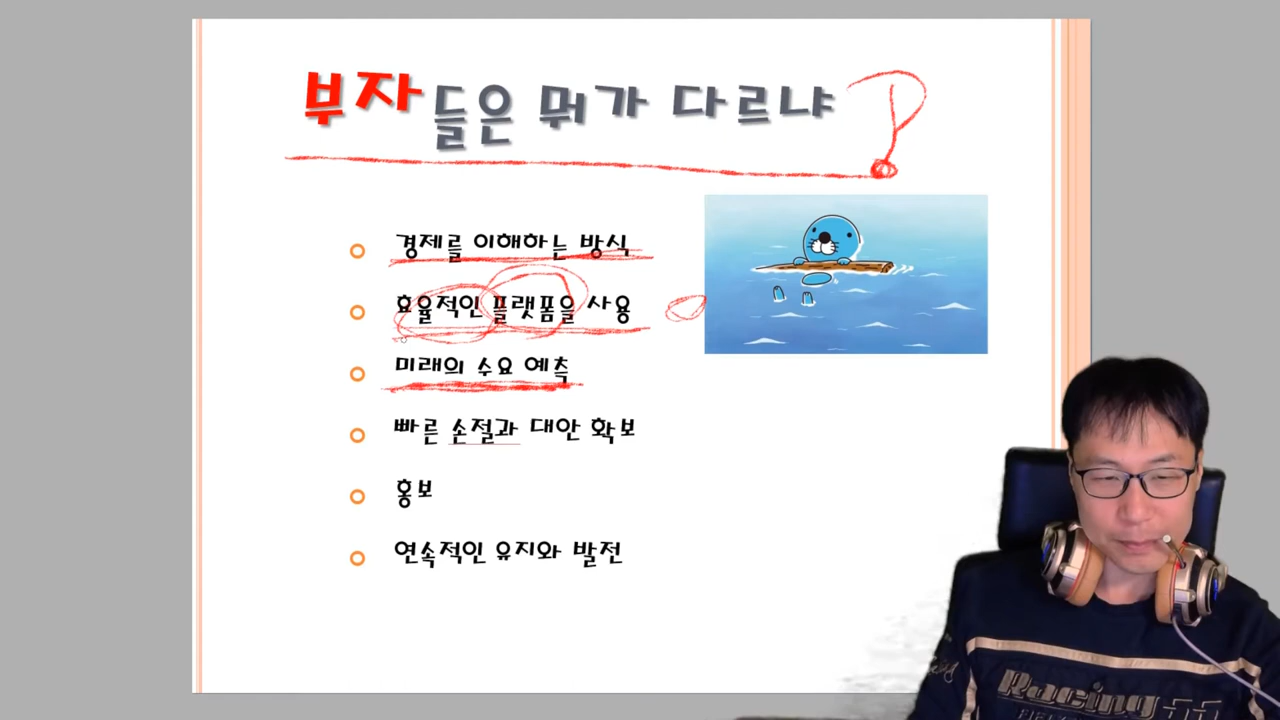 부자들은 뭐가 다르냐?
경제를 이해하는 방식
효율적인 플랫폼을 사용
미래의 수요 예측
빠른 손절과 대안 확보
홍보
연속적인 유지와 발전
Racing